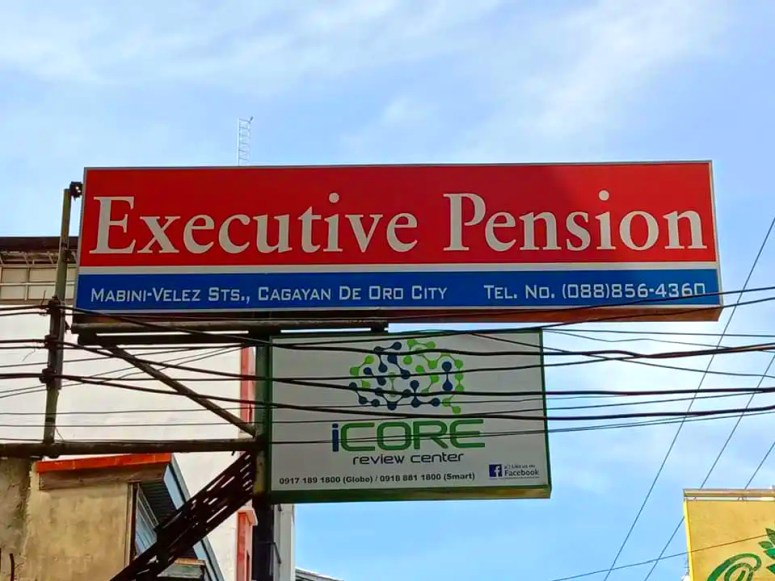 Executive Pension
MABINI-VELEZ STS., CAGAYAN DE ORO CITY TEL. NO. (088)856-4360
iCORE
review center
0917 189 1800 (Globe) / 0918 881 1800 (Smart)
Facebook